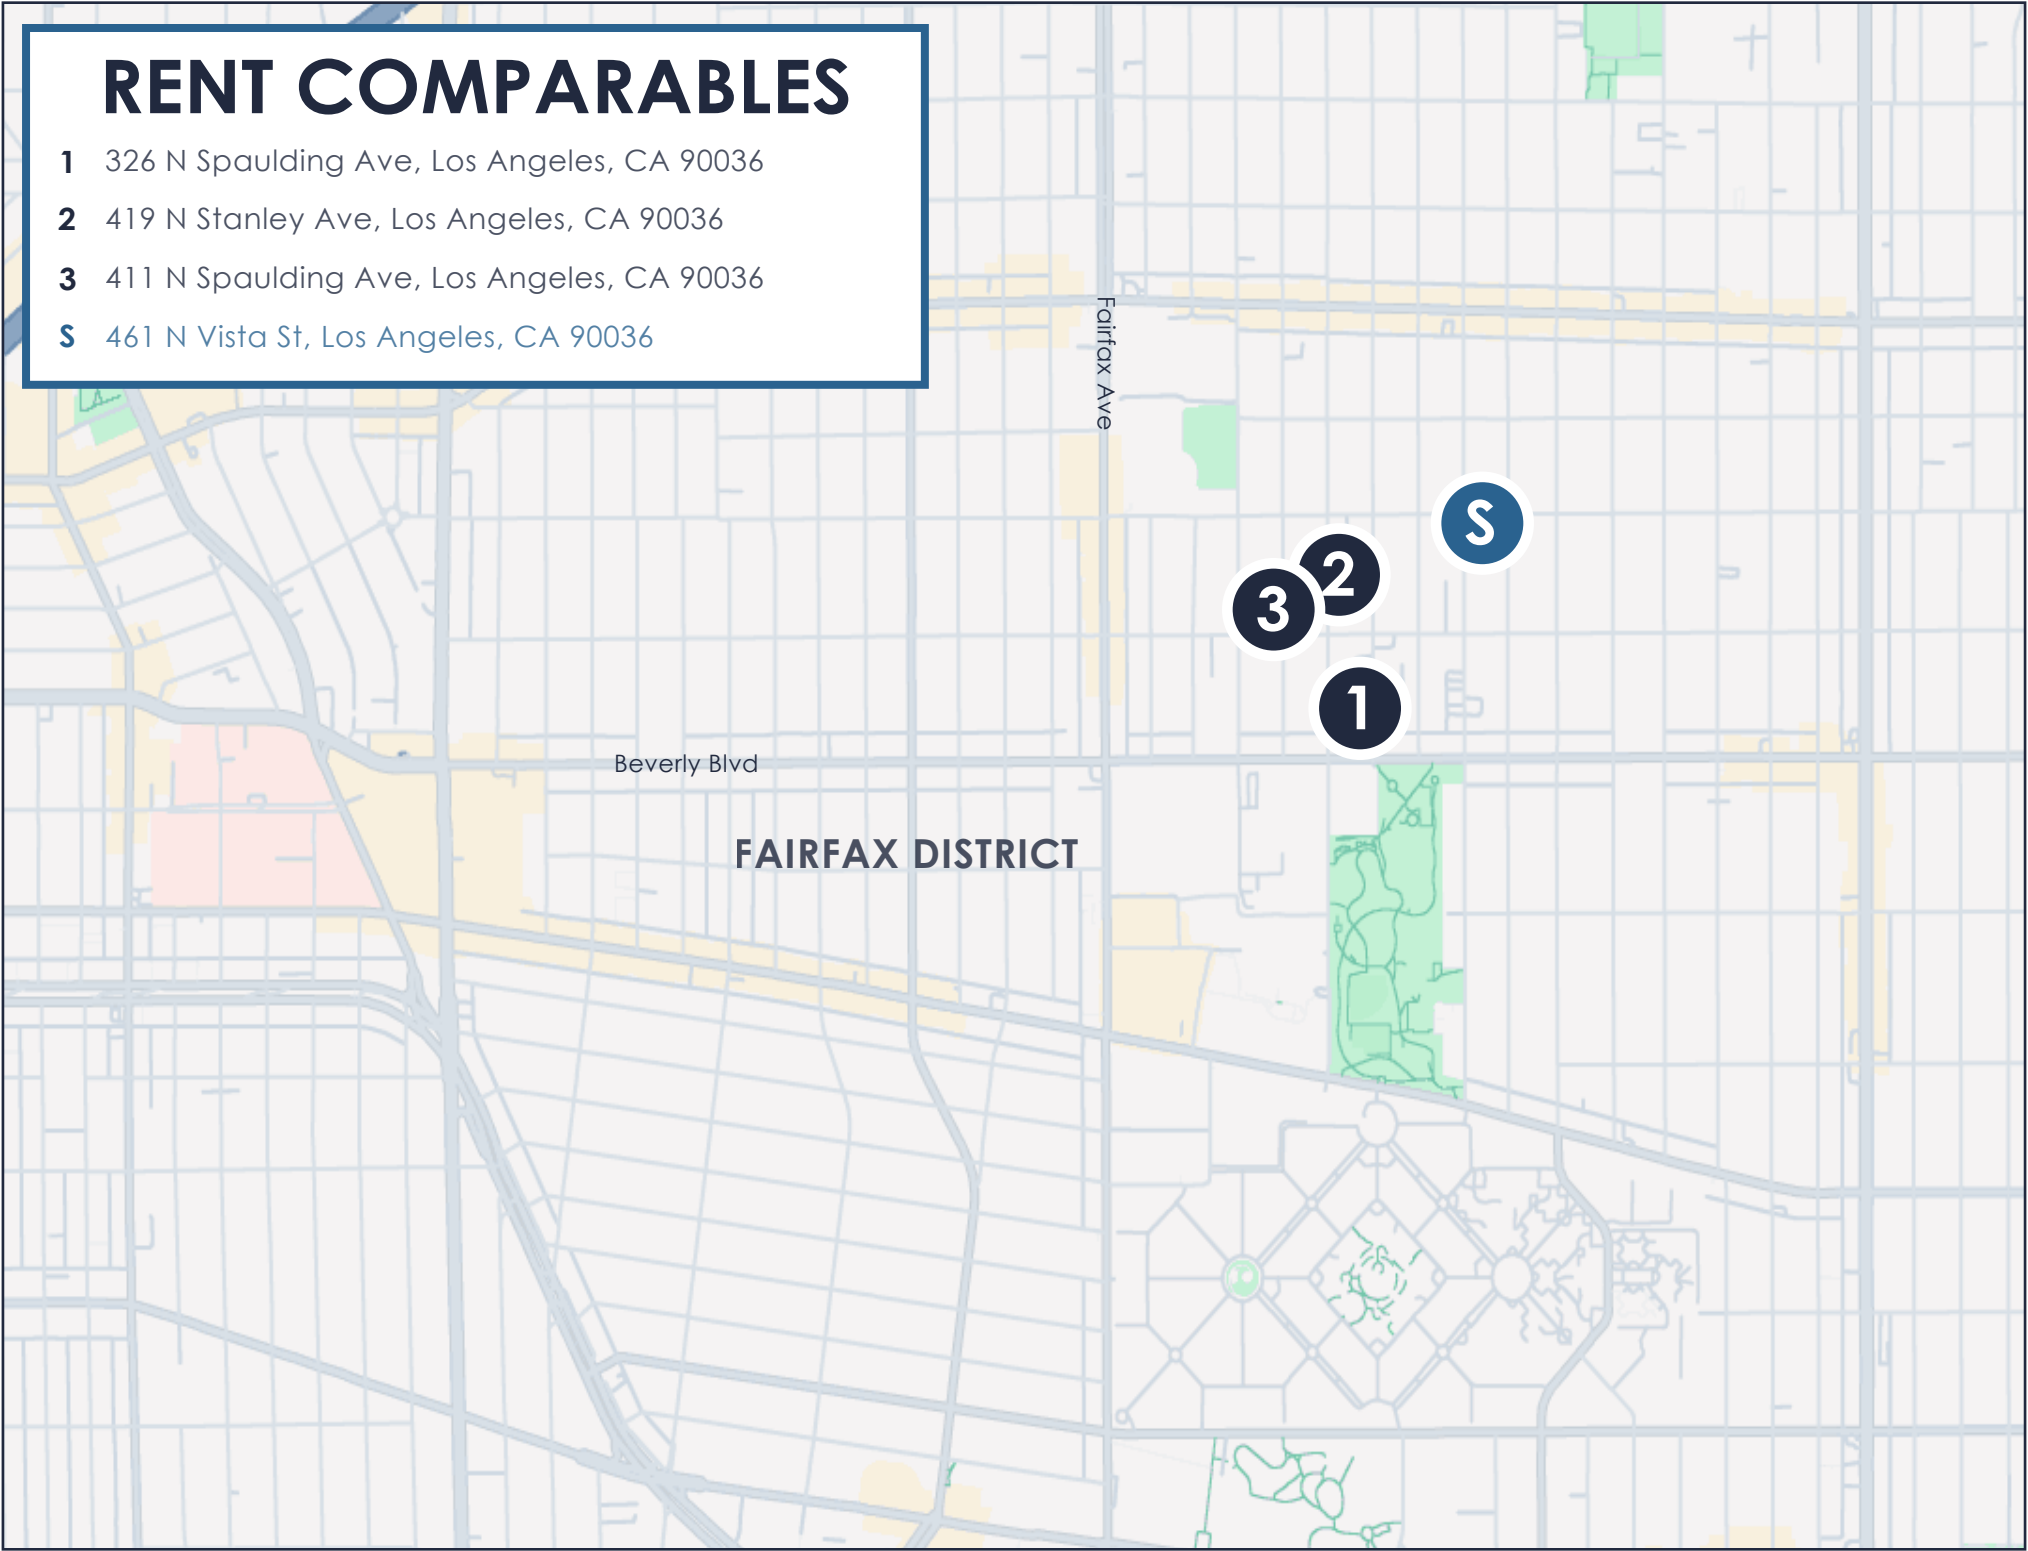 RENT COMPARABLES
1 326 N Spaulding Ave, Los Angeles, CA 90036
2 419 N Stanley Ave, Los Angeles, CA 90036
3 411 N Spaulding Ave, Los Angeles, CA 90036
S 461 N Vista St, Los Angeles, CA 90036
Fairfax Ave
S
2
3
1
Beverly Blvd
FAIRFAX DISTRICT